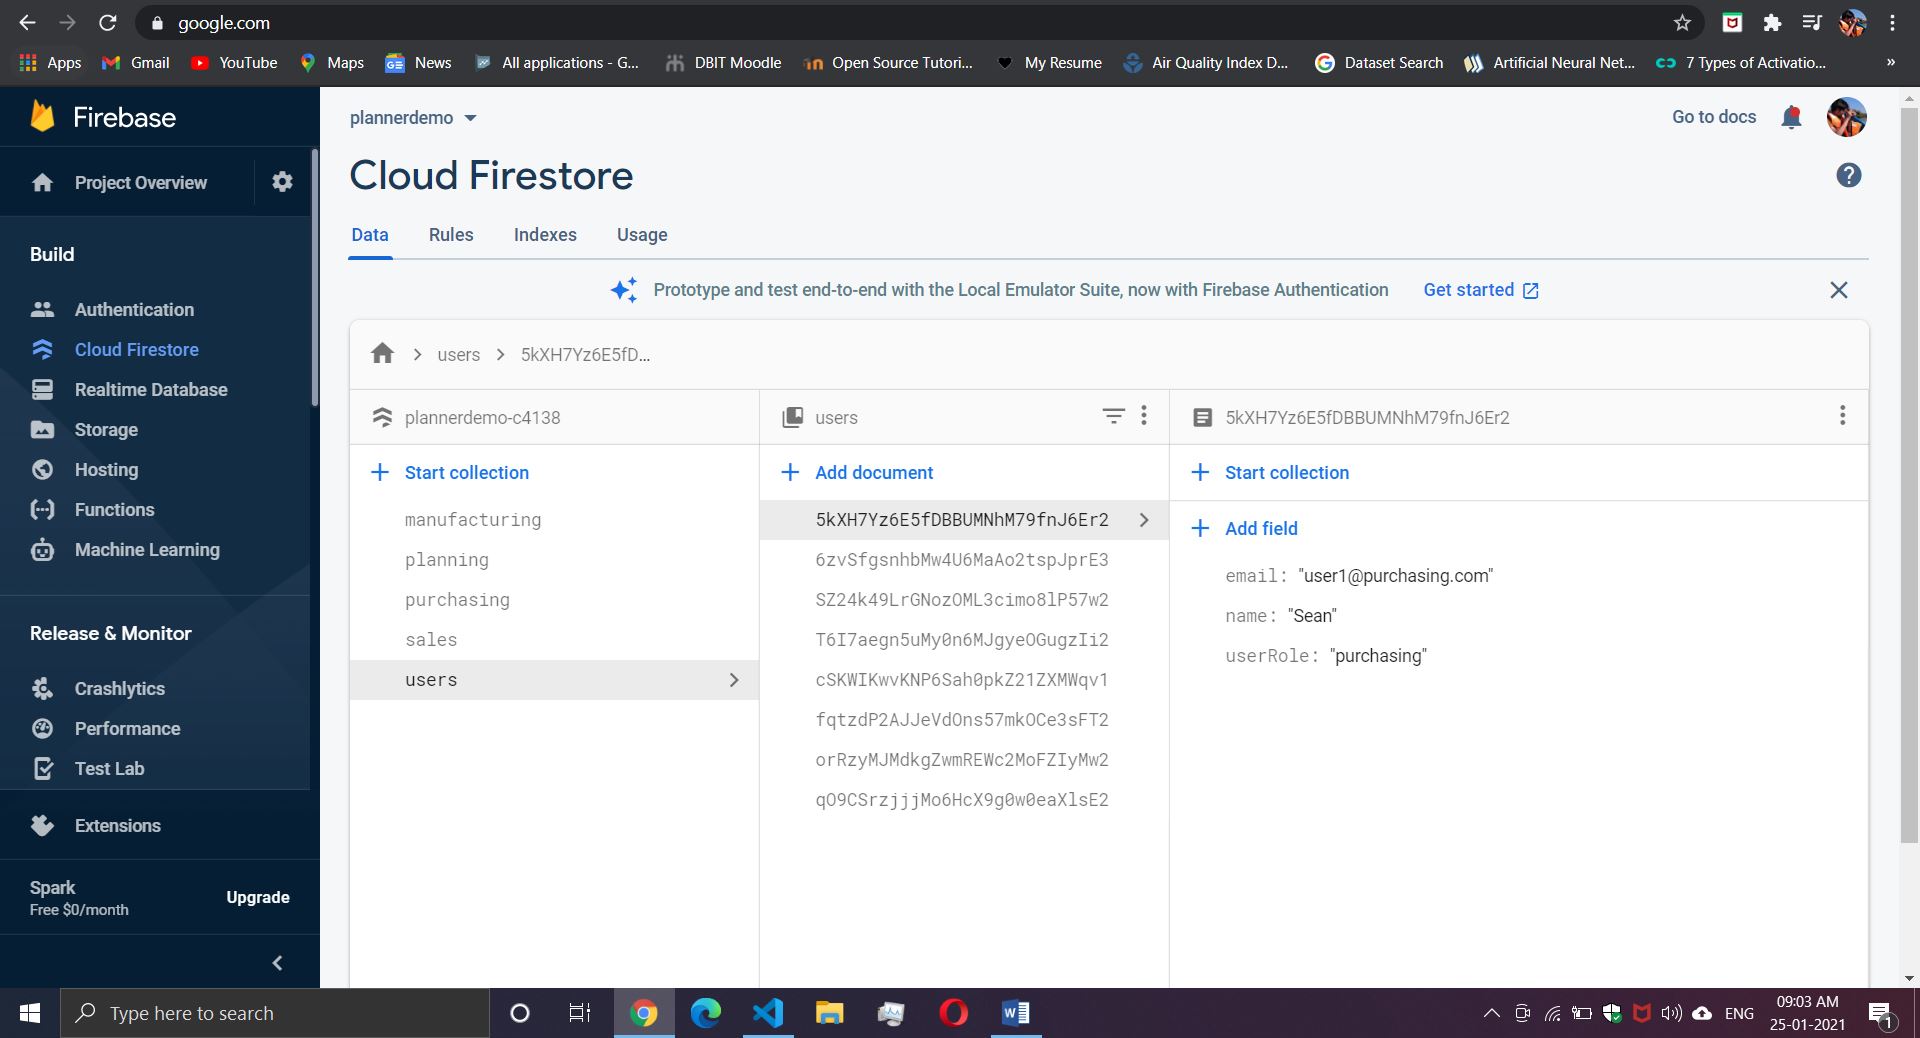 google.com
Apps Gmail YouTube Maps News All applications - G... DBIT Moodle Open Source Tutori... My Resume Air Quality Index D... Dataset Search Artificial Neural Net... 7 Types of Activatio... »
Firebase
Project Overview
Build
Authentication
Cloud Firestore
Realtime Database
Storage
Hosting
Functions
Machine Learning
Release & Monitor
Crashlytics
Performance
Test Lab
Extensions
Spark
Free $0/month
Upgrade
plannerdemo
Go to docs
Cloud Firestore
Data Rules Indexes Usage
Prototype and test end-to-end with the Local Emulator Suite, now with Firebase Authentication Get started
users 5kXH7Yz6E5fD...
plannerdemo-c4138
Start collection
manufacturing
planning
purchasing
sales
users
users
Add document
5kXH7Yz6E5fDBBUMNhM79fnJ6Er2
6zvSfgsnhbMw4U6MaAo2tspJprE3
SZ24k49LrGNozOML3cimo8lP57w2
T6I7aegn5uMy0n6MJgyeOGugzIi2
cSKWIKwvKNP6Sah0pkZ21ZXMWqv1
fqtzdP2AJJeVdOns57mkOCe3sFT2
orRzyMJMdkgZwmREWc2MoFZIyMw2
qO9CSrzjjjMo6HcX9g0w0eaXlsE2
5kXH7Yz6E5fDBBUMNhM79fnJ6Er2
Start collection
Add field
email: "user1@purchasing.com"
name: "Sean"
userRole: "purchasing"
Type here to search
ENG
09:03 AM
25-01-2021
1